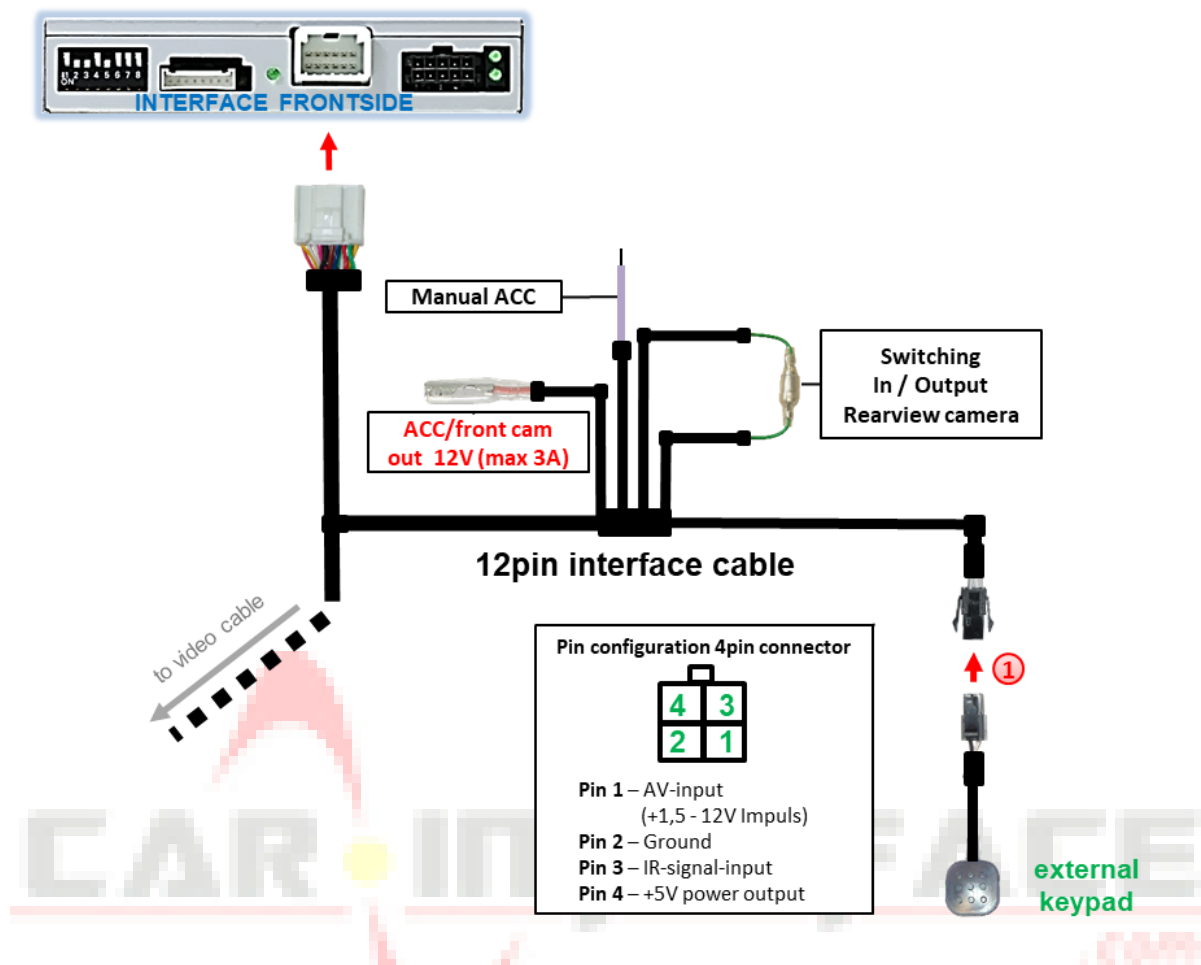 1 2 3 4 5 6 7 8
ON
INTERFACE FRONTSIDE
Manual ACC
Switching
In / Output
Rearview camera
ACC/front cam
out 12V (max 3A)
12pin interface cable
to video cable
Pin configuration 4pin connector
4 3
2 1
Pin 1 – AV-input
(+1,5 - 12V Impuls)
Pin 2 – Ground
Pin 3 – IR-signal-input
Pin 4 – +5V power output
1
external
keypad
CAR INTERFACE
.com